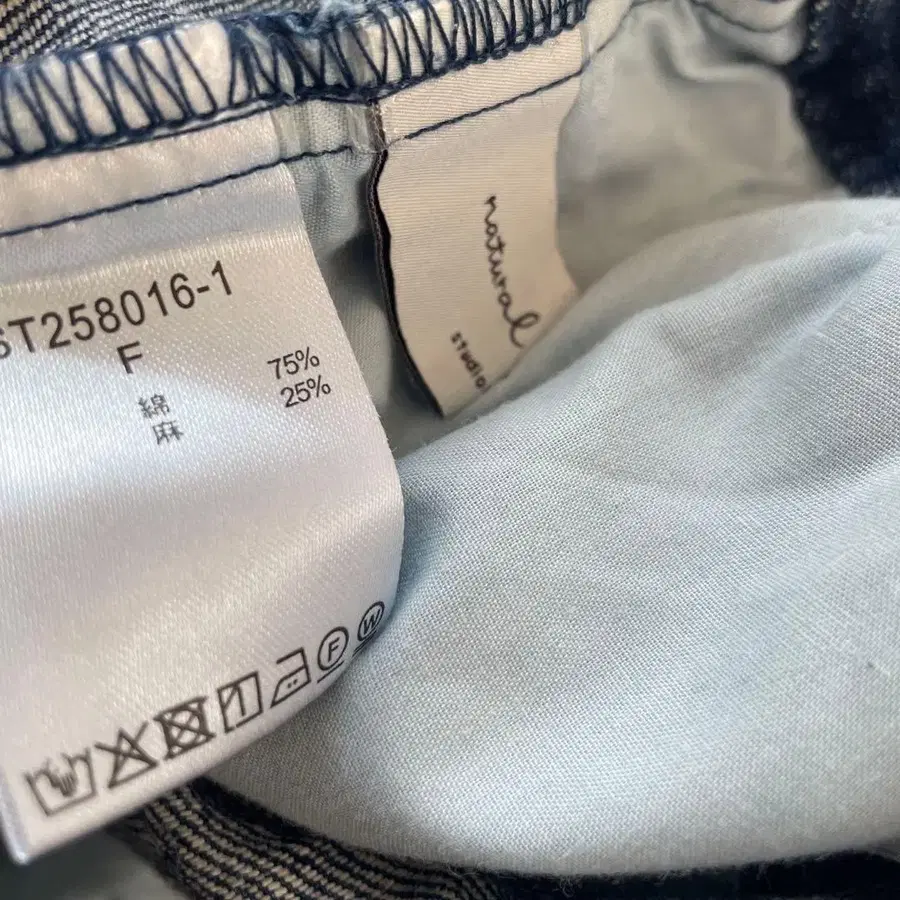 ST258016-1
F
綿 75%
麻 25%
F
W
natural
studio